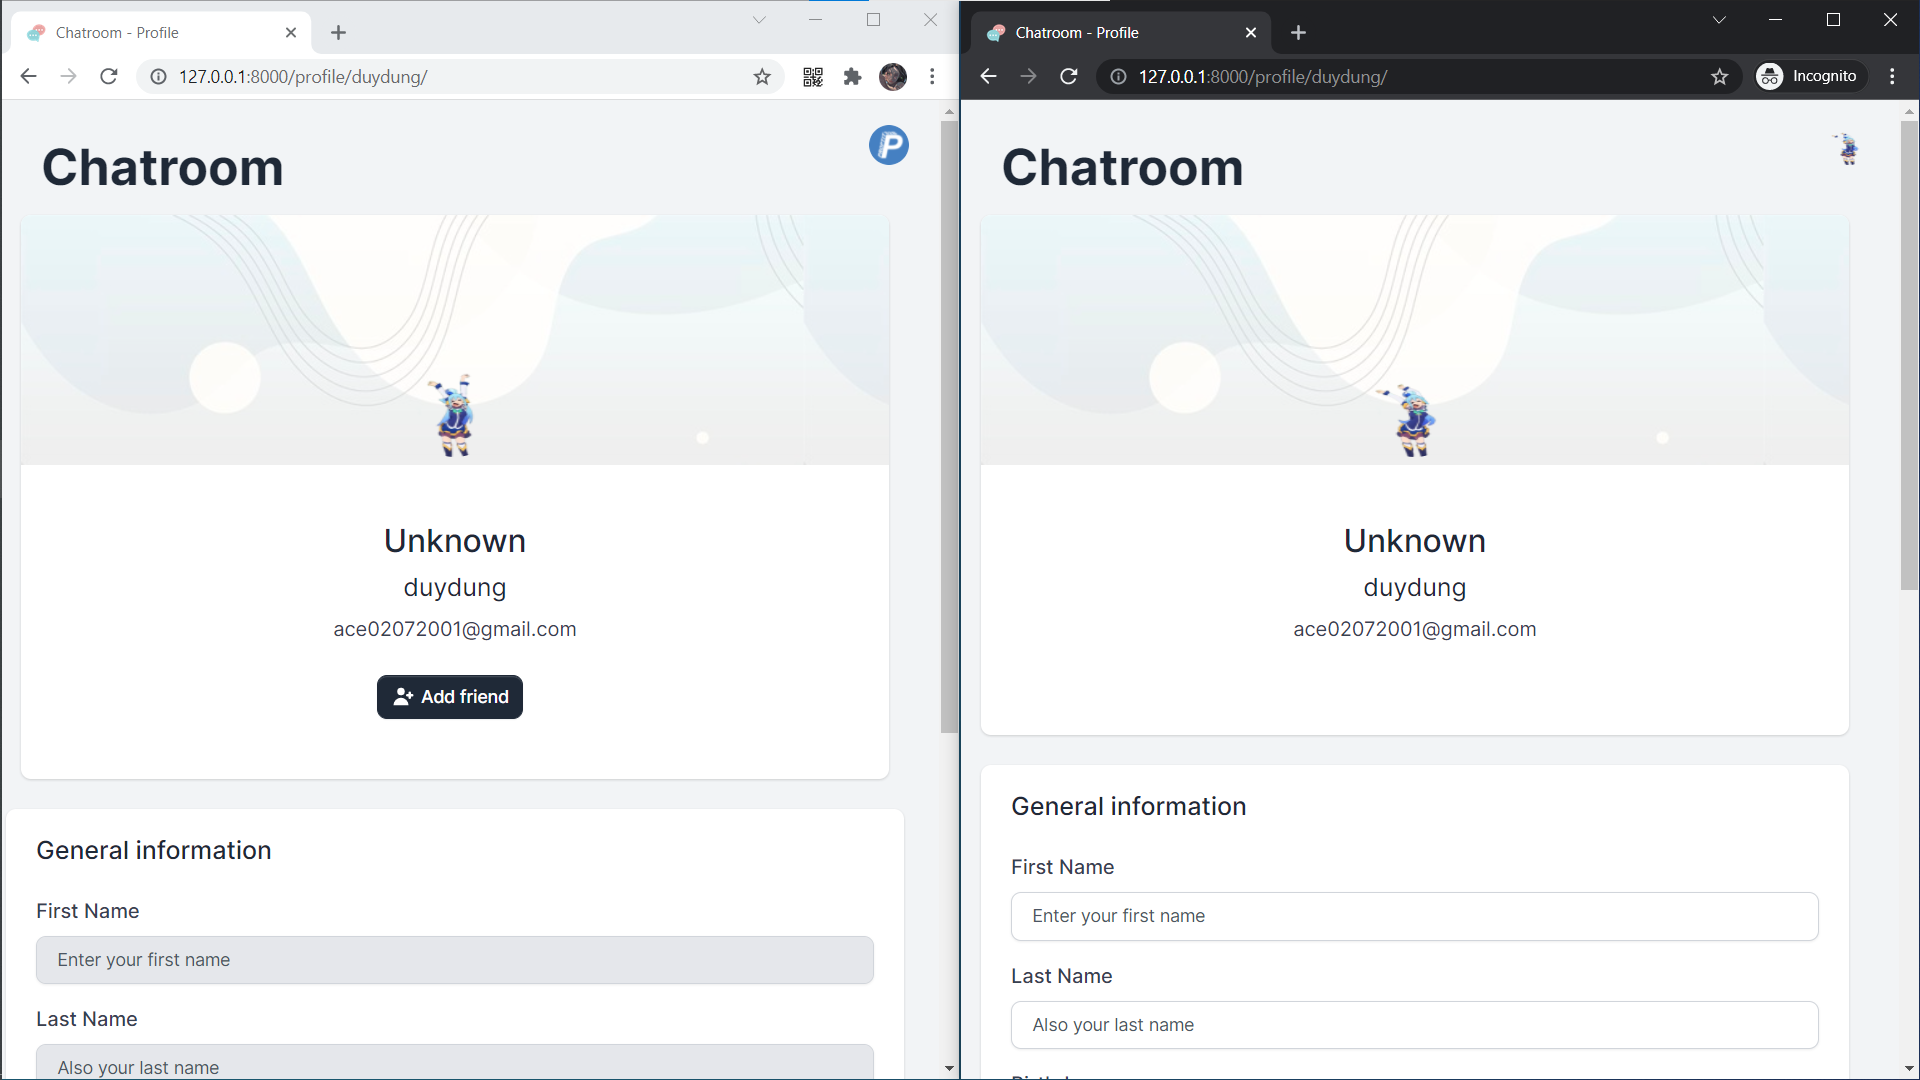 Chatroom - Profile
127.0.0.1:8000/profile/duydung/
P
Chatroom
Unknown
duydung
ace02072001@gmail.com
Add friend
General information
First Name
Enter your first name
Last Name
Also your last name
Chatroom - Profile
127.0.0.1:8000/profile/duydung/
Incognito
Chatroom
Unknown
duydung
ace02072001@gmail.com
General information
First Name
Enter your first name
Last Name
Also your last name